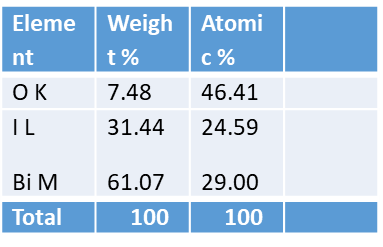 Eleme Weigh Atomi
nt t % c %
O K 7.48 46.41
I L 31.44 24.59
Bi M 61.07 29.00
Total 100 100